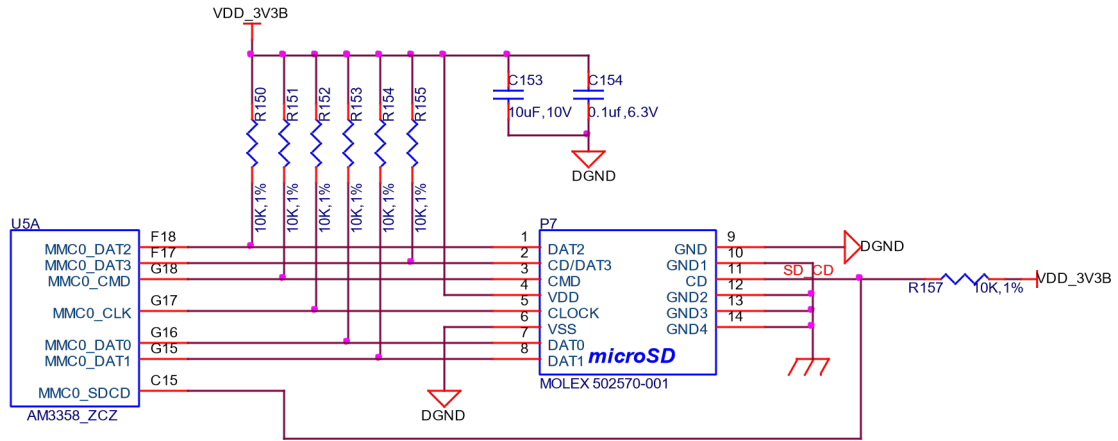 VDD_3V3B
R150
R151
R152
R153
R154
R155
10K,1%
10K,1%
10K,1%
10K,1%
10K,1%
10K,1%
C153
10uF,10V
C154
0.1uf,6.3V
DGND
U5A
MMC0_DAT2
F18
MMC0_DAT3
F17
MMC0_CMD
G18
MMC0_CLK
G17
MMC0_DAT0
G16
MMC0_DAT1
G15
MMC0_SDCD
C15
AM3358_ZCZ
DGND
P7
1
DAT2
2
CD/DAT3
3
CMD
4
VDD
5
CLOCK
6
VSS
7
DAT0
8
DAT1
microSD
MOLEX 502570-001
GND
9
GND1
10
CD
11
GND2
12
GND3
13
GND4
14
DGND
SD_CD
R157
10K,1%
VDD_3V3B